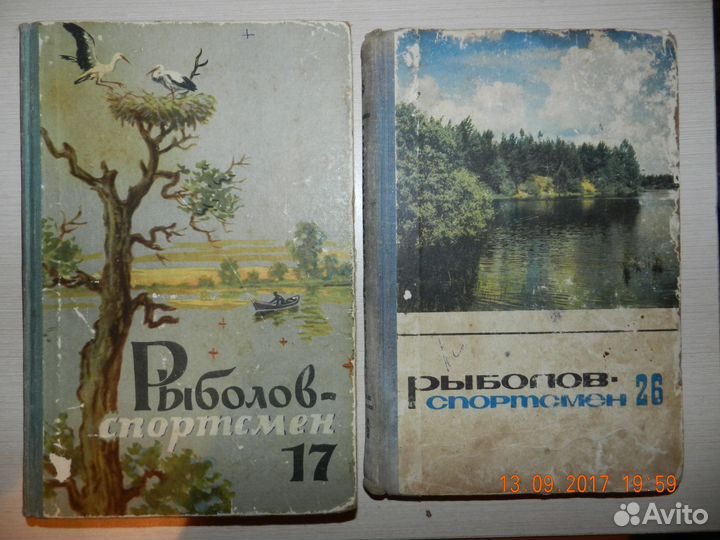 Рыболов-
спортсмен
17
РЫБОЛОВ-
СПОРТСМЕН 26
13.09.2017 19:59
Avito